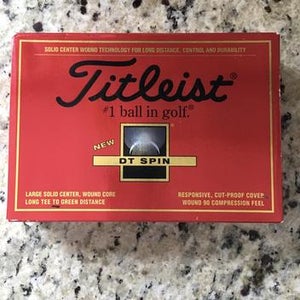 SOLID CENTER WOUND TECHNOLOGY FOR LONG DISTANCE, CONTROL AND DURABILITY
Titleist®
#1 ball in golf.®
NEW
DT SPIN
LARGE SOLID CENTER, WOUND CORE
LONG TEE TO GREEN DISTANCE
RESPONSIVE, CUT-PROOF COVER
WOUND 90 COMPRESSION FEEL